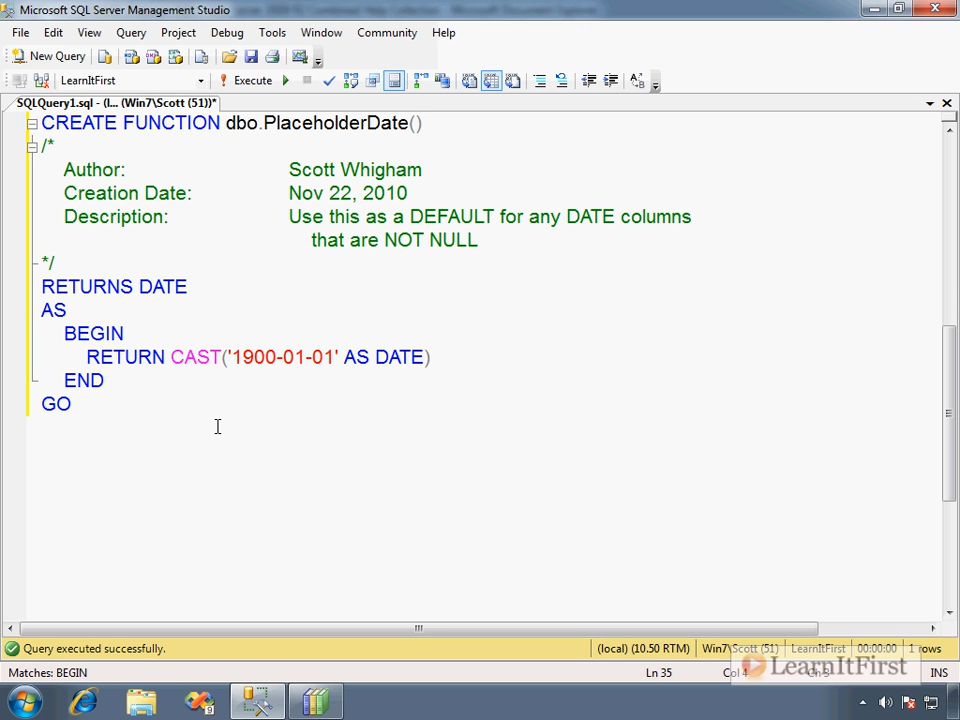 Microsoft SQL Server Management Studio
File Edit View Query Project Debug Tools Window Community Help
New Query
LearnItFirst Execute
SQLQuery1.sql - (l... (Win7\Scott (51))*
CREATE FUNCTION dbo.PlaceholderDate()
/*
Author: Scott Whigham
Creation Date: Nov 22, 2010
Description: Use this as a DEFAULT for any DATE columns
that are NOT NULL
*/
RETURNS DATE
AS
BEGIN
RETURN CAST('1900-01-01' AS DATE)
END
GO
Query executed successfully. (local) (10.50 RTM) Win7\Scott (51) LearnItFirst 00:00:00 1 rows
Matches: BEGIN Ln 35 Col 4 Ch 3 INS
LearnItFirst